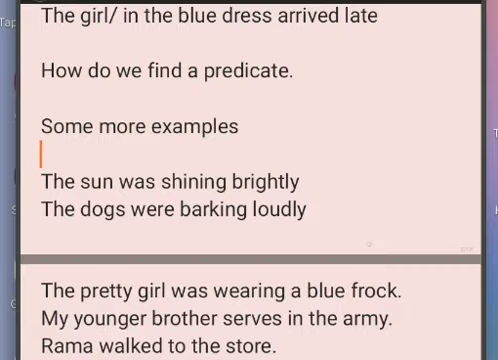 The girl/ in the blue dress arrived late
How do we find a predicate.
Some more examples
The sun was shining brightly
The dogs were barking loudly
The pretty girl was wearing a blue frock.
My younger brother serves in the army.
Rama walked to the store.